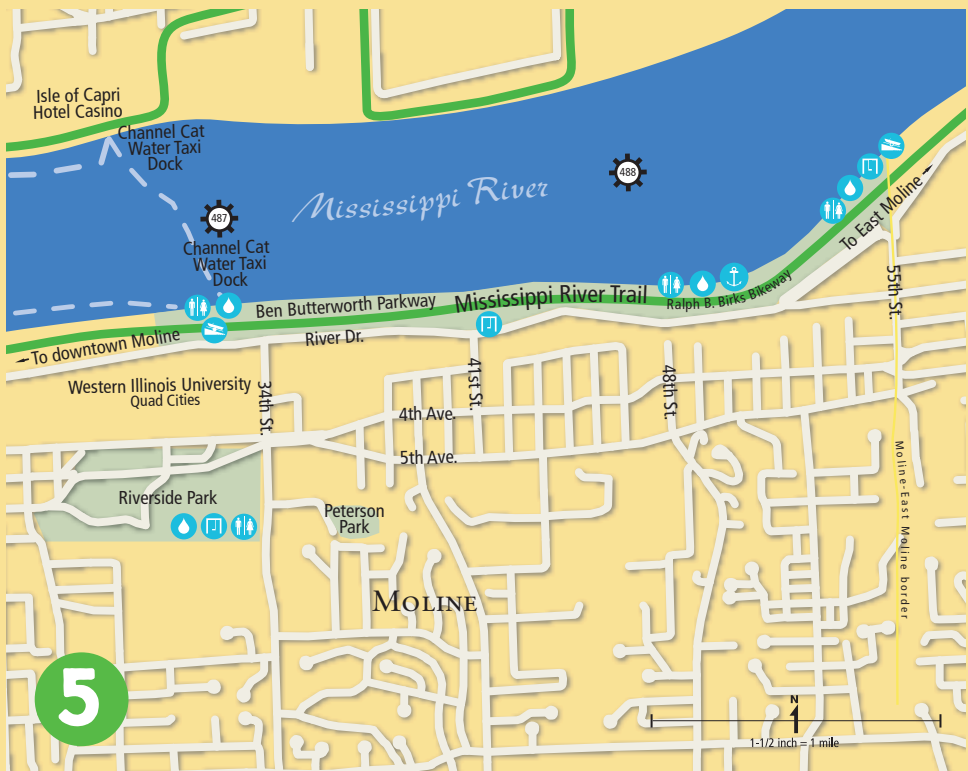 Isle of Capri
Hotel Casino
Channel Cat
Water Taxi
Dock
487
488
Mississippi River
Channel Cat
Water Taxi
Dock
To East Moline
55th St.
Ben Butterworth Parkway
Mississippi River Trail
Ralph B. Birks Bikeway
To downtown Moline
River Dr.
Western Illinois University
Quad Cities
34th St.
41st St.
48th St.
4th Ave.
5th Ave.
Moline-East Moline border
Riverside Park
Peterson
Park
Moline
5
N
1-1/2 inch = 1 mile